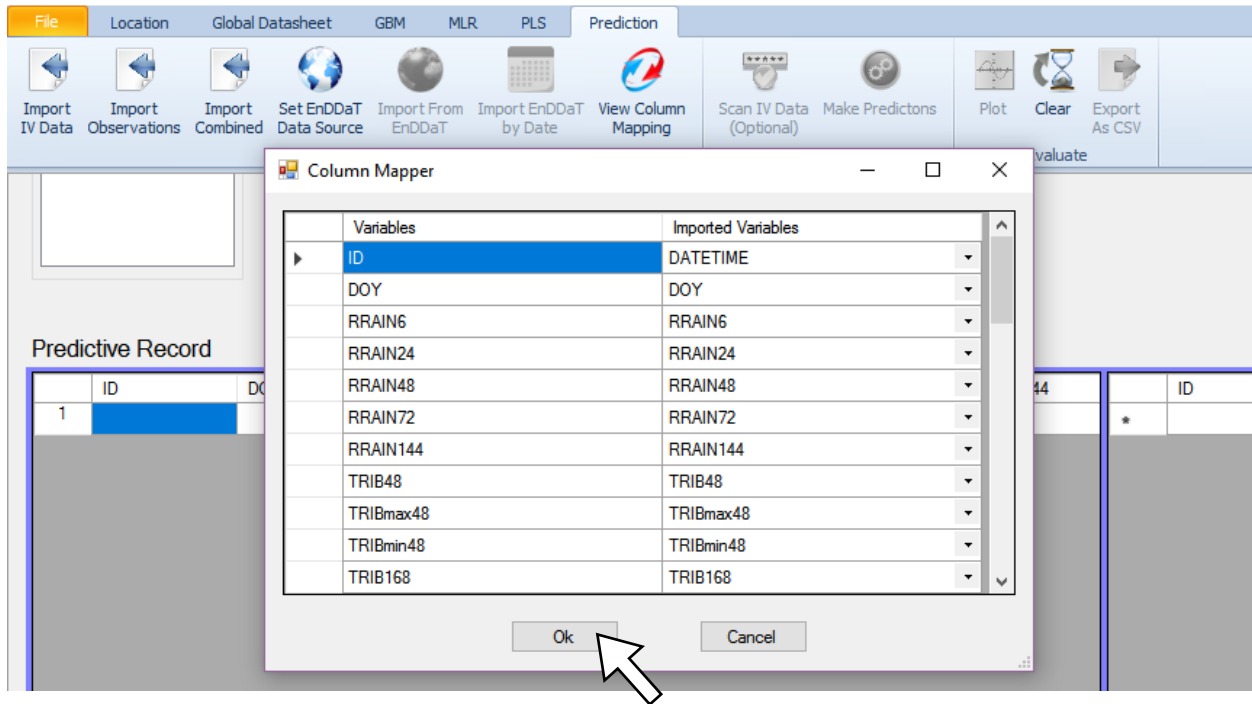 File Location Global Datasheet GBM MLR PLS Prediction
Import Import Import Set EnDDaT Import From Import EnDDaT View Column Scan IV Data Make Predictons Plot Clear Export
IV Data Observations Combined Data Source EnDDaT by Date Mapping (Optional) As CSV
valuate
Column Mapper
Variables Imported Variables
ID DATETIME
DOY DOY
RRAIN6 RRAIN6
RRAIN24 RRAIN24
RRAIN48 RRAIN48
RRAIN72 RRAIN72
RRAIN144 RRAIN144
TRIB48 TRIB48
TRIBmax48 TRIBmax48
TRIBmin48 TRIBmin48
TRIB168 TRIB168
Ok Cancel
Predictive Record
ID DO 44 ID
1 *